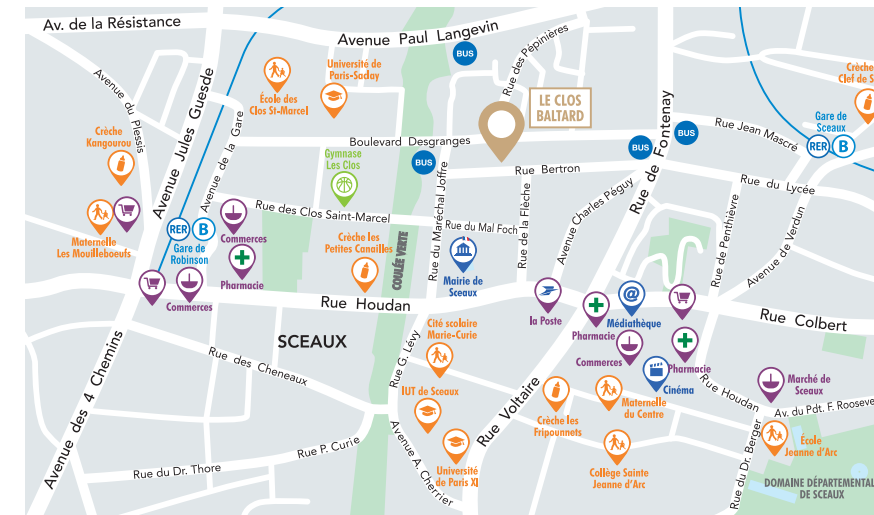 Av. de la Résistance
Avenue Paul Langevin
BUS
Rue des Pépinières
Avenue du Plessis
Avenue Jules Guesde
École des
Clos St-Marcel
Université de
Paris-Saday
LE CLOS
BALTARD
Crèche
Clef de S
Gare de
Sceaux
RER B
Rue Jean Mascré
Rue de Fontenay
BUS
BUS
Boulevard Desgranges
BUS
Crèche
Kangourou
Avenue de la Gare
Gymnase
Les Clos
Rue Bertron
Rue du Lycée
Rue du Maréchal Joffre
Rue de la Flèche
Avenue Charles Péguy
Rue de Penthièvre
Avenue de Verdun
Maternelle
Les Mouilleboeufs
RER B
Gare de
Robinson
Commerces
Rue des Clos Saint-Marcel
Rue du Mal Foch
Crèche les
Petites Canailles
COULÉE VERTE
Mairie de
Sceaux
Pharmacie
Commerces
Rue Houdan
la Poste
Pharmacie
Médiathèque
Rue Colbert
Commerces
Pharmacie
Cinéma
SCEAUX
Cité scolaire
Marie-Curie
Rue G. Lévy
Rue des Cheneaux
Avenue des 4 Chemins
IUT de Sceaux
Rue Voltaire
Crèche les
Fripounnets
Maternelle
du Centre
Rue Houdan
Marché de
Sceaux
Av. du Pdt. F. Rooseve
École
Jeanne d'Arc
Rue du Dr. Berger
Rue P. Curie
Rue du Dr. Thore
Avenue A. Cherrier
Université
de Paris XI
Collège Sainte
Jeanne d'Arc
DOMAINE DÉPARTEMENTAL
DE SCEAUX